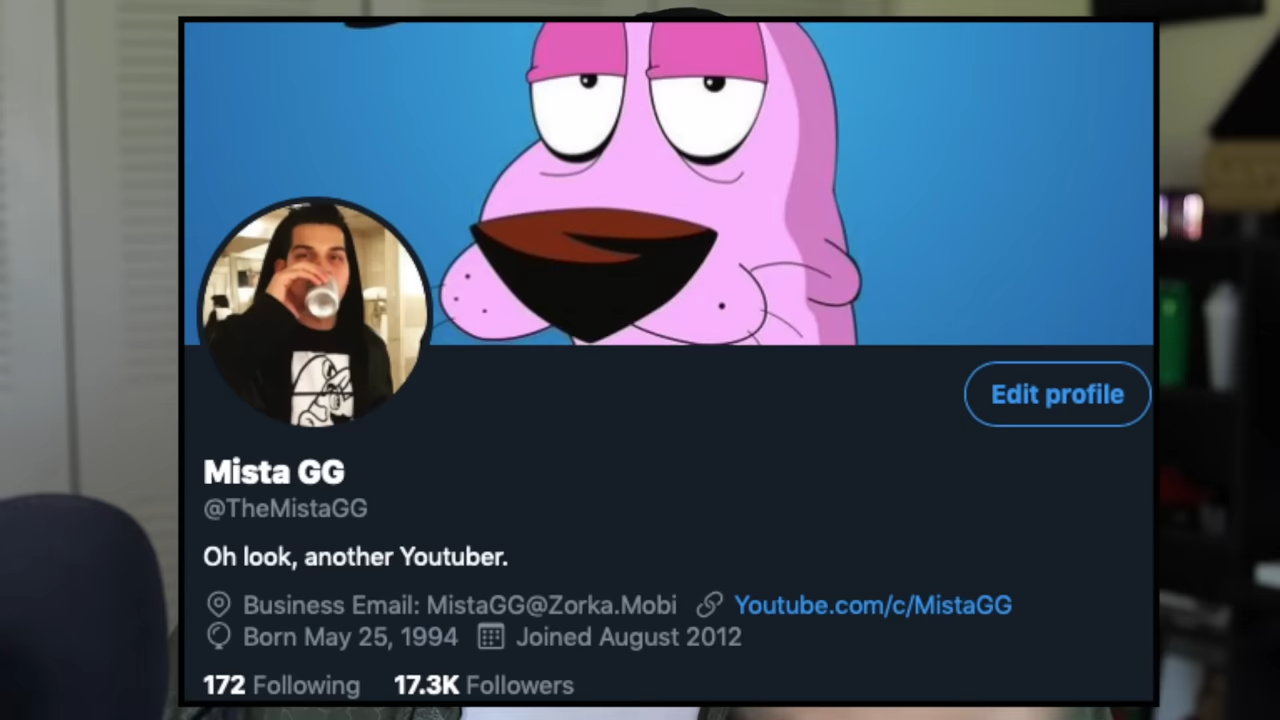 Edit profile
Mista GG
@TheMistaGG
Oh look, another Youtuber.
Business Email: MistaGG@Zorka.Mobi Youtube.com/c/MistaGG
Born May 25, 1994 Joined August 2012
172 Following 17.3K Followers